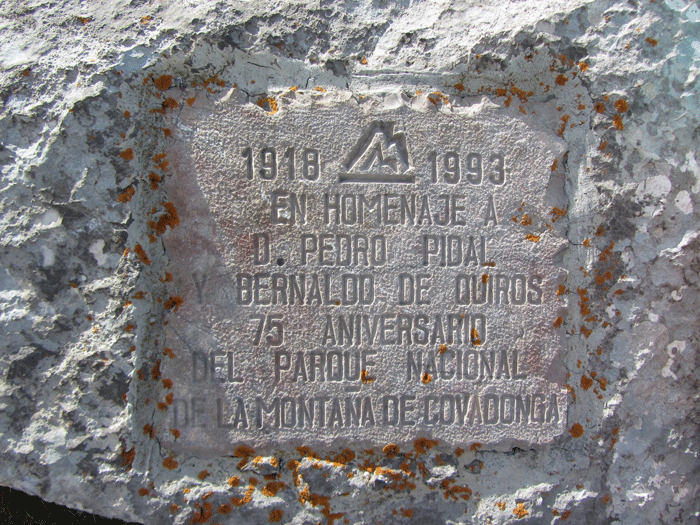 1918 1993
EN HOMENAJE A
D. PEDRO PIDAL
Y BERNALDO DE QUIROS
75 ANIVERSARIO
DEL PARQUE NACIONAL
DE LA MONTANA DE COVADONGA